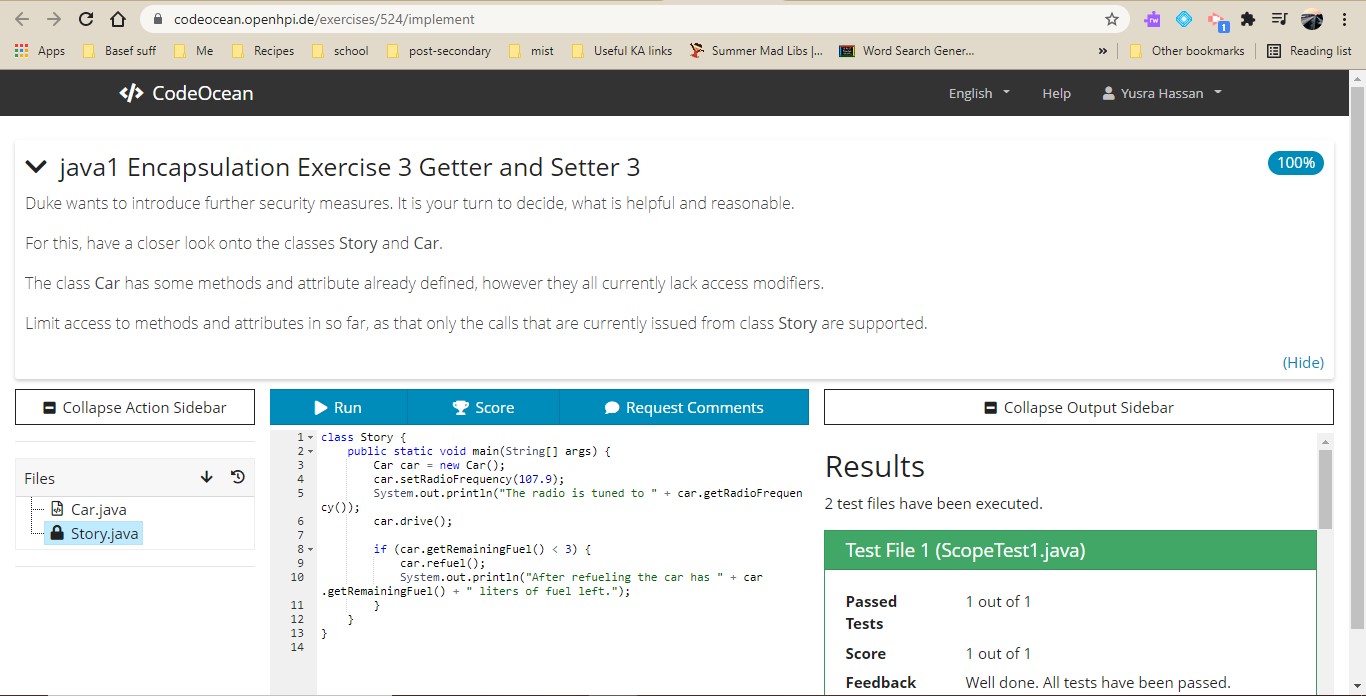 codeocean.openhpi.de/exercises/524/implement
rw
1
Apps
Basef suff
Me
Recipes
school
post-secondary
mist
Useful KA links
Summer Mad Libs |...
Word Search Gener...
»
Other bookmarks
Reading list
CodeOcean
English
Help
Yusra Hassan
java1 Encapsulation Exercise 3 Getter and Setter 3
100%
Duke wants to introduce further security measures. It is your turn to decide, what is helpful and reasonable.
For this, have a closer look onto the classes Story and Car.
The class Car has some methods and attribute already defined, however they all currently lack access modifiers.
Limit access to methods and attributes in so far, as that only the calls that are currently issued from class Story are supported.
(Hide)
Collapse Action Sidebar
Run
Score
Request Comments
Collapse Output Sidebar
Files
Car.java
Story.java
1 class Story {
2 public static void main(String[] args) {
3 Car car = new Car();
4 car.setRadioFrequency(107.9);
5 System.out.println("The radio is tuned to " + car.getRadioFrequen
cy());
6 car.drive();
7
8 if (car.getRemainingFuel() < 3) {
9 car.refuel();
10 System.out.println("After refueling the car has " + car
.getRemainingFuel() + " liters of fuel left.");
11 }
12 }
13 }
14
Results
2 test files have been executed.
Test File 1 (ScopeTest1.java)
Passed Tests
1 out of 1
Score
1 out of 1
Feedback
Well done. All tests have been passed.